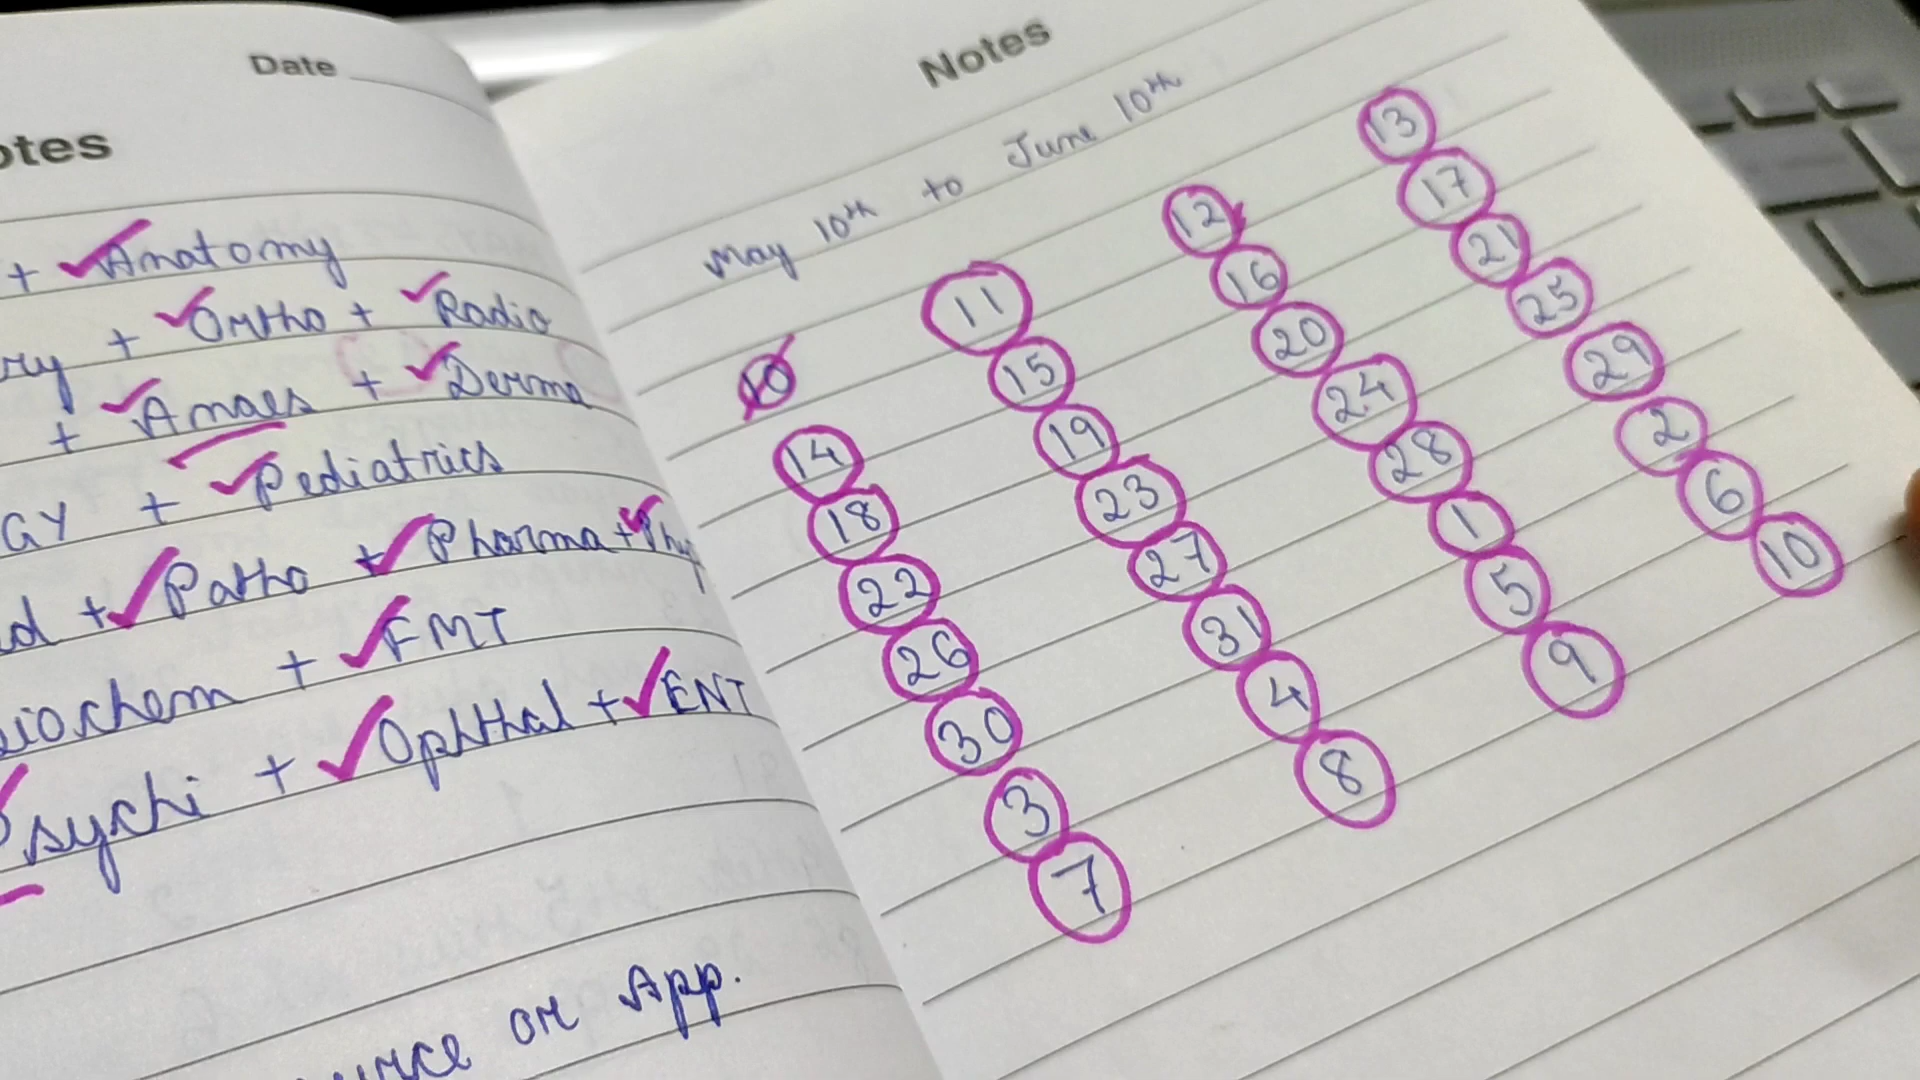 Date
otes
+ Anatomy
ry + Ortho + Radio
+ Anaes + Derma
GY + Pediatrics
d + Patho + Pharma + Phy
iochem + FMT
Psychi + Ophthal + ENT
urce or App.
Notes
May 10th to June 10th
10 11 12 13
14 15 16 17
18 19 20 21
22 23 24 25
26 27 28 29
30 31 1 2
3 4 5 6
7 8 9 10